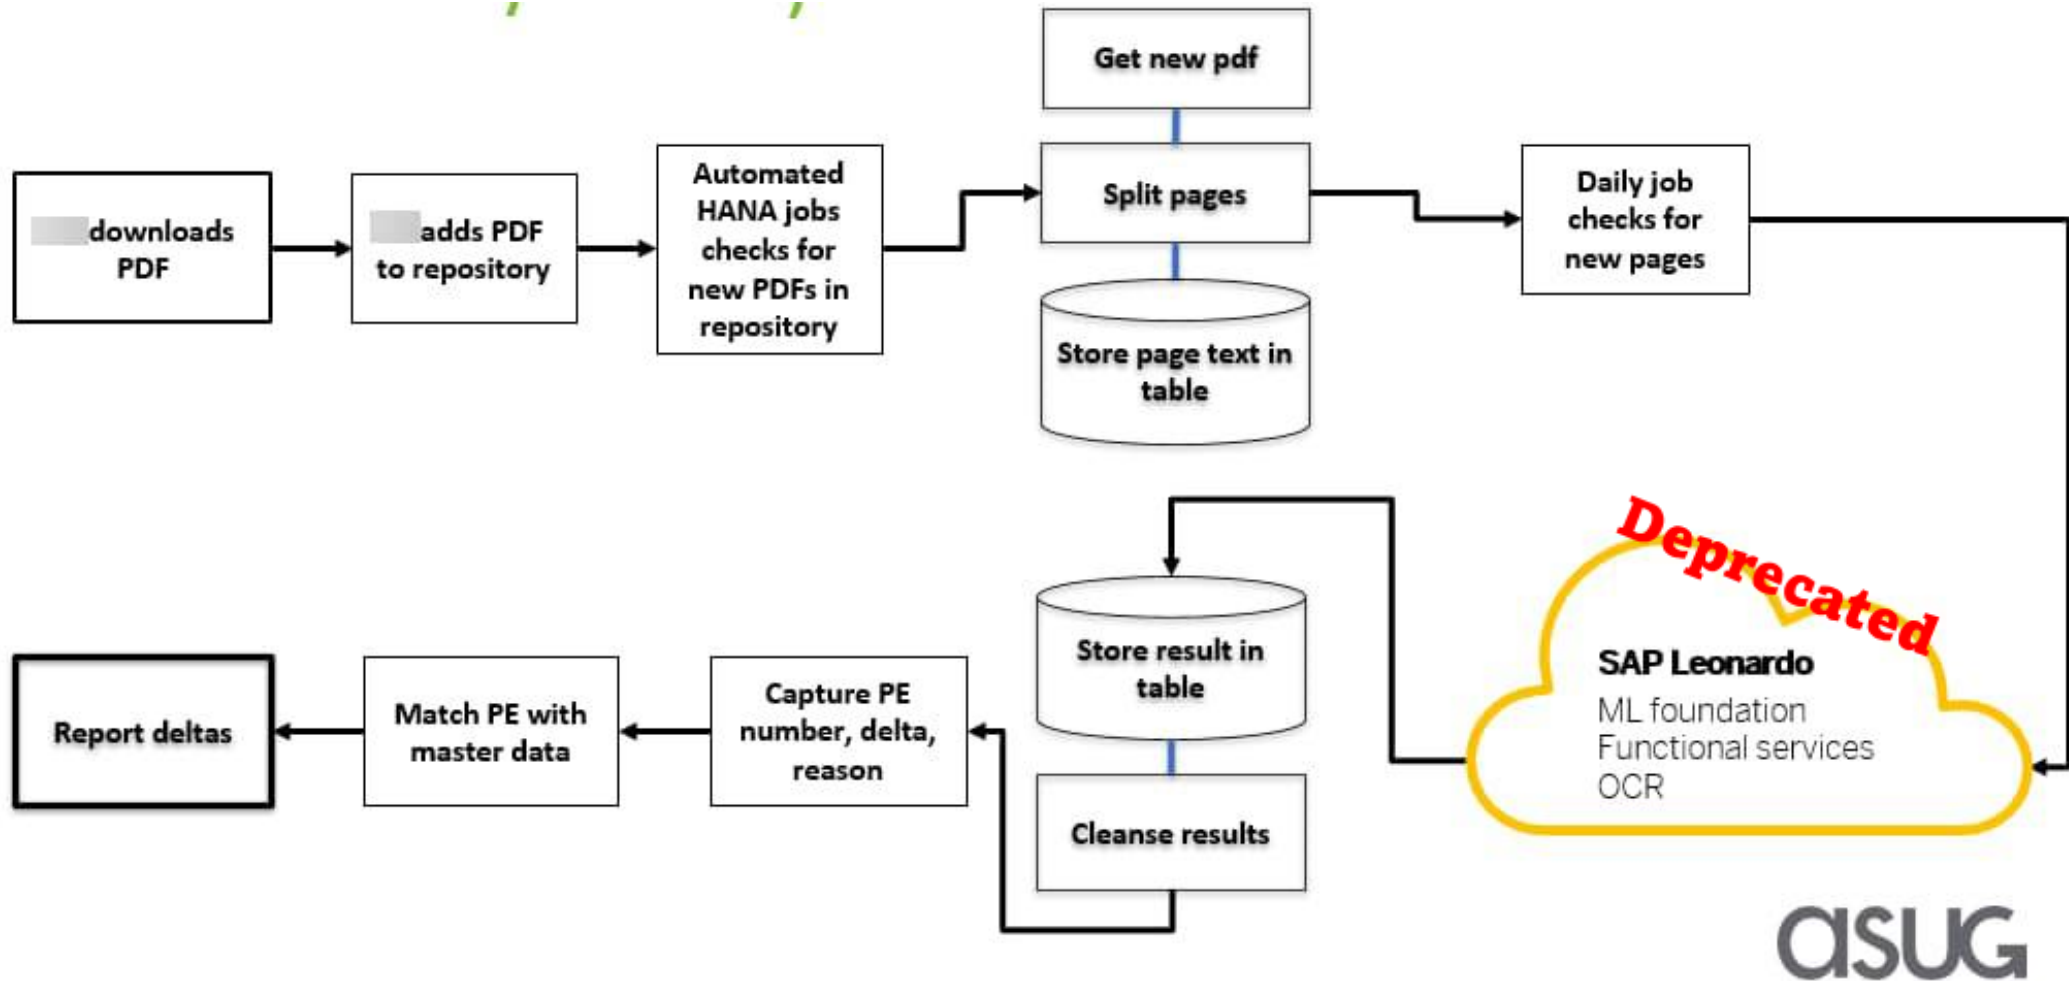 downloads
PDF
adds PDF
to repository
Automated
HANA jobs
checks for
new PDFs in
repository
Get new pdf
Split pages
Store page text in
table
Daily job
checks for
new pages
Deprecated
SAP Leonardo
ML foundation
Functional services
OCR
Store result in
table
Cleanse results
Capture PE
number, delta,
reason
Match PE with
master data
Report deltas
asug